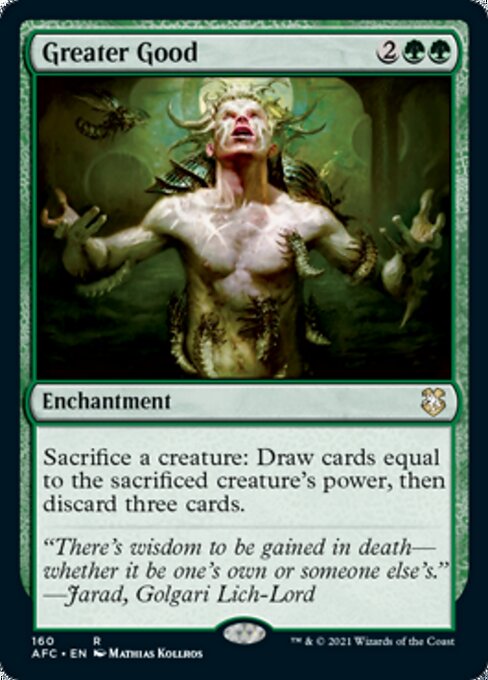 Greater Good 2
Enchantment
Sacrifice a creature: Draw cards equal
to the sacrificed creature's power, then
discard three cards.
“There's wisdom to be gained in death—
whether it be one's own or someone else's.”
—Jarad, Golgari Lich-Lord
160 R ™ & © 2021 Wizards of the Coast
AFC • EN Mathias Kollros